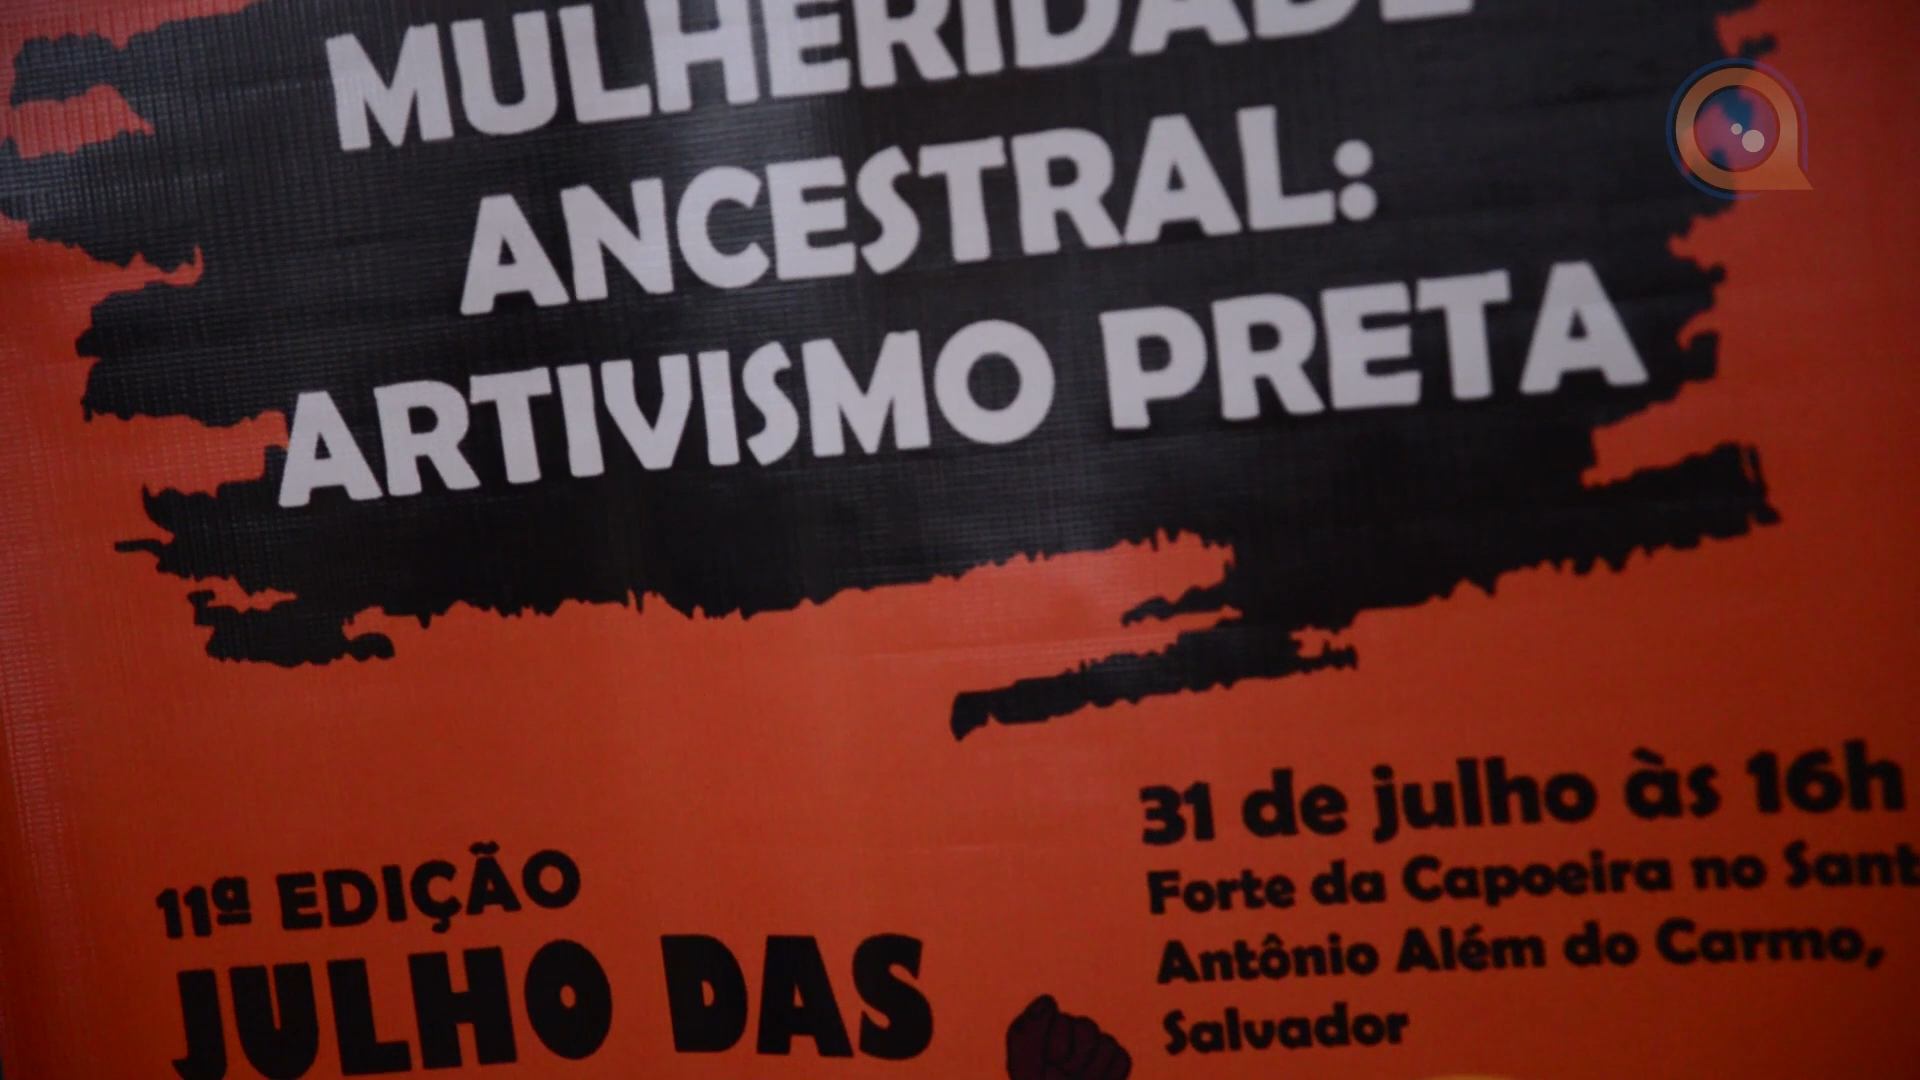 MULHERIDADE
ANCESTRAL:
ARTIVISMO PRETA
31 de julho às 16h
Forte da Capoeira no Sant
Antônio Além do Carmo,
Salvador
11ª EDIÇÃO
JULHO DAS